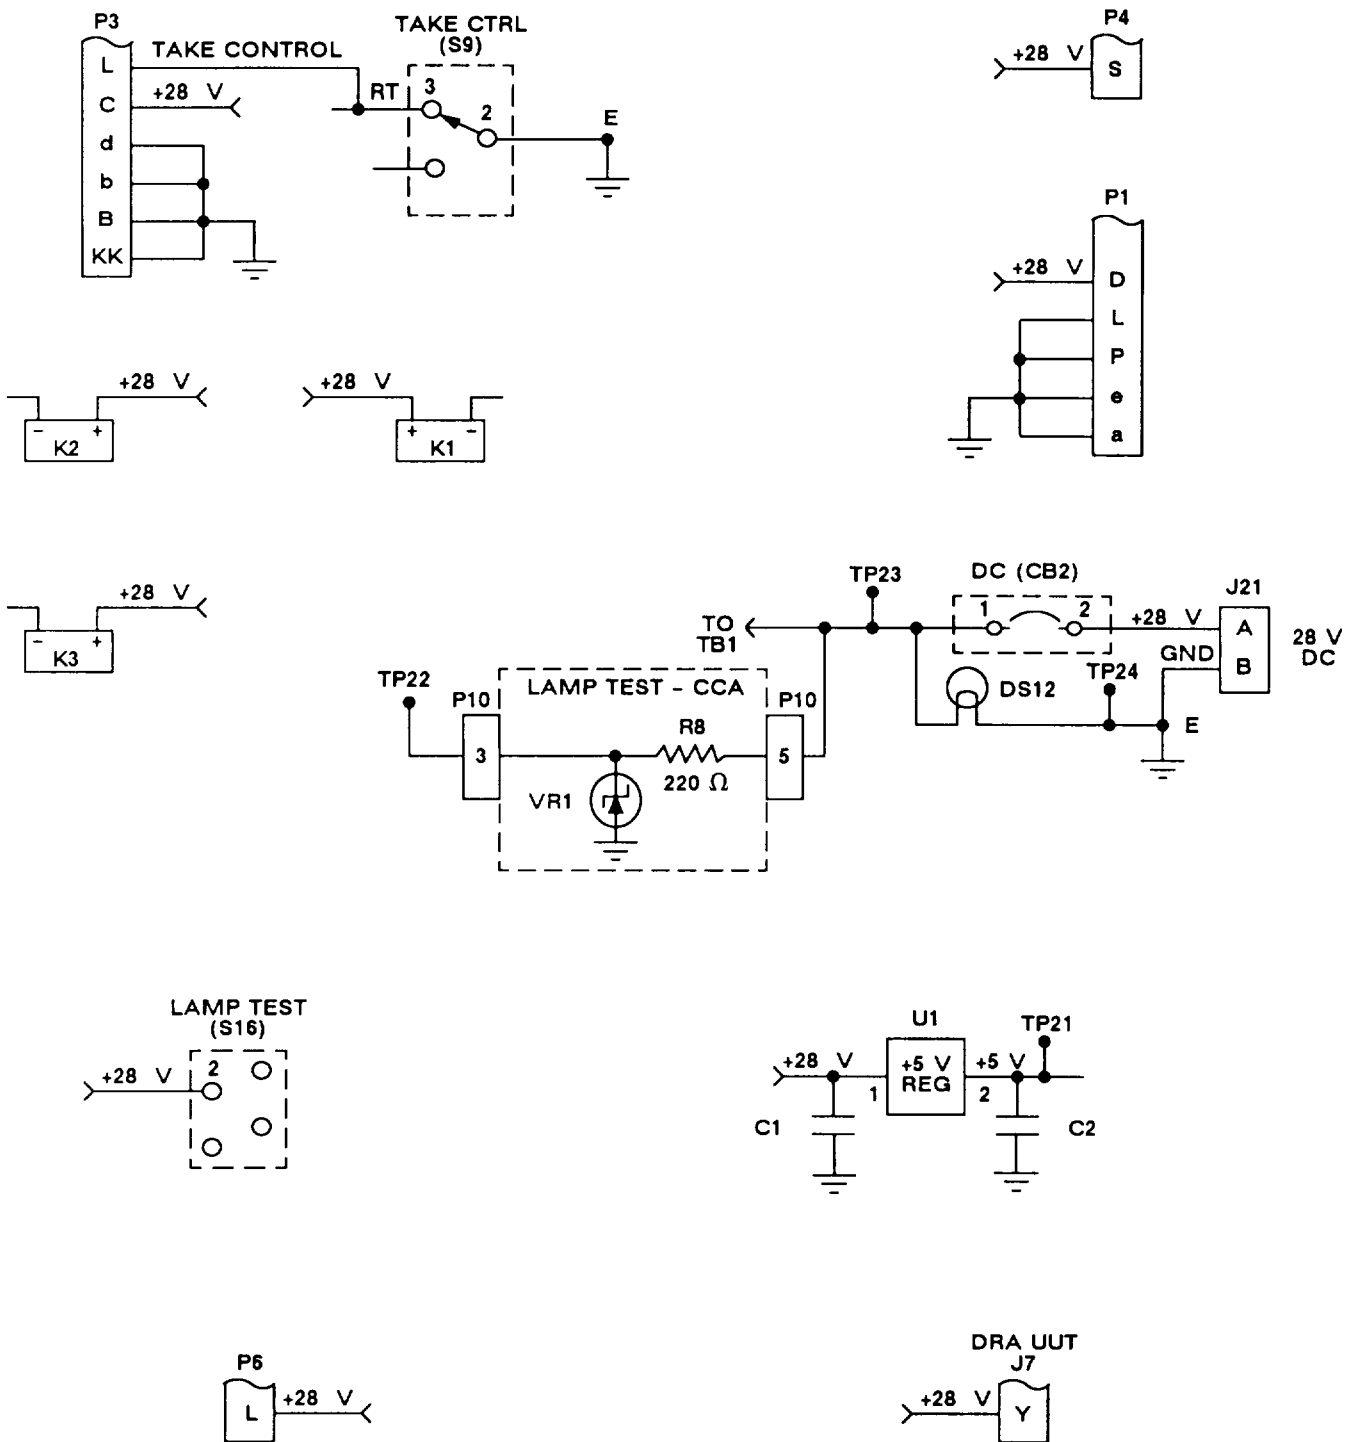 P3
TAKE CONTROL
L
C
+28 V
d
b
B
KK
TAKE CTRL
(S9)
RT
3
2
E
P4
+28 V
S
P1
+28 V
D
L
P
e
a
+28 V
- +
K2
+28 V
+ -
K1
+28 V
- +
K3
TP23
DC (CB2)
J21
1
2
+28 V
A
TO
TB1
GND
B
28 V
DC
TP22
LAMP TEST - CCA
TP24
DS12
P10
P10
R8
E
3
5
220 Ω
VR1
LAMP TEST
(S16)
+28 V
2
U1
TP21
+28 V
+5 V
REG
+5 V
1
2
C1
C2
P6
L
+28 V
DRA UUT
J7
+28 V
Y